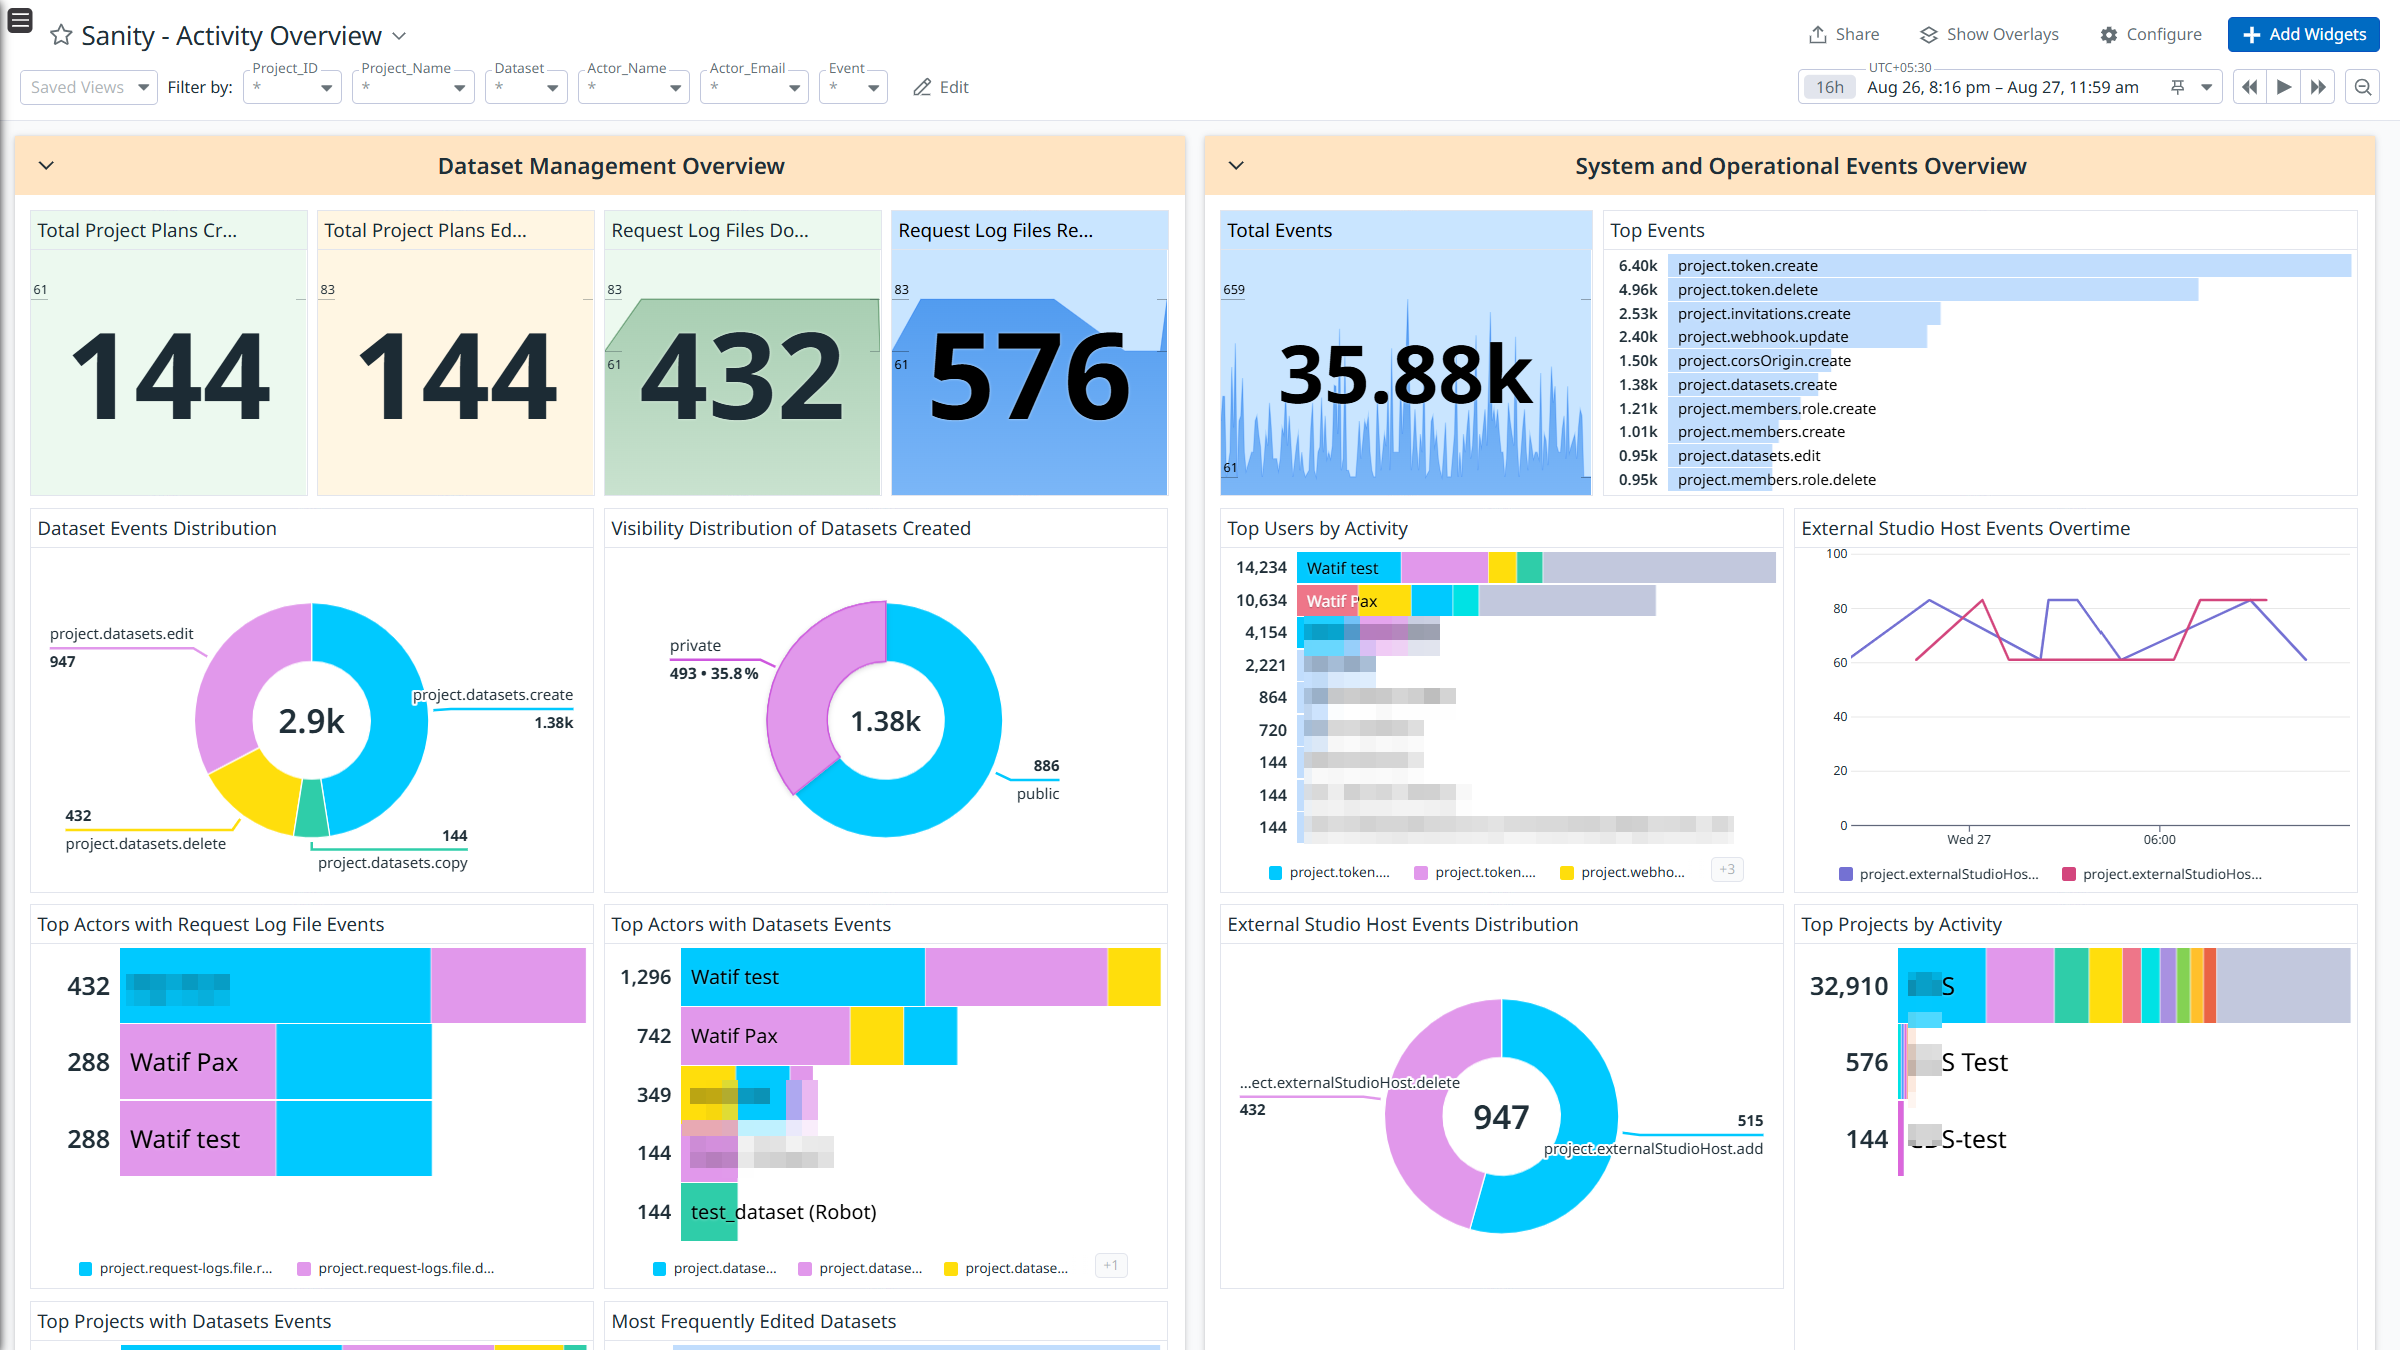 Sanity - Activity Overview
Share
Show Overlays
Configure
Add Widgets
Saved Views
Filter by:
Project_ID
*
Project_Name
*
Dataset
*
Actor_Name
*
Actor_Email
*
Event
*
Edit
UTC+05:30
16h
Aug 26, 8:16 pm – Aug 27, 11:59 am
Dataset Management Overview
Total Project Plans Cr...
61
144
Total Project Plans Ed...
83
144
Request Log Files Do...
83
61
432
Request Log Files Re...
83
61
576
Dataset Events Distribution
project.datasets.edit
947
project.datasets.create
1.38k
2.9k
432
project.datasets.delete
144
project.datasets.copy
Visibility Distribution of Datasets Created
private
493 • 35.8 %
1.38k
886
public
Top Actors with Request Log File Events
432
288 Watif Pax
288 Watif test
project.request-logs.file.r...
project.request-logs.file.d...
Top Actors with Datasets Events
1,296 Watif test
742 Watif Pax
349
144
144 test_dataset (Robot)
project.datase...
project.datase...
project.datase...
+1
Top Projects with Datasets Events
Most Frequently Edited Datasets
System and Operational Events Overview
Total Events
659
35.88k
61
Top Events
6.40k project.token.create
4.96k project.token.delete
2.53k project.invitations.create
2.40k project.webhook.update
1.50k project.corsOrigin.create
1.38k project.datasets.create
1.21k project.members.role.create
1.01k project.members.create
0.95k project.datasets.edit
0.95k project.members.role.delete
Top Users by Activity
14,234 Watif test
10,634 Watif Pax
4,154
2,221
864
720
144
144
144
project.token....
project.token....
project.webho...
+3
External Studio Host Events Overtime
100
80
60
40
20
0
Wed 27
06:00
project.externalStudioHos...
project.externalStudioHos...
External Studio Host Events Distribution
...ect.externalStudioHost.delete
432
947
515
project.externalStudioHost.add
Top Projects by Activity
32,910 S
576 S Test
144 S-test